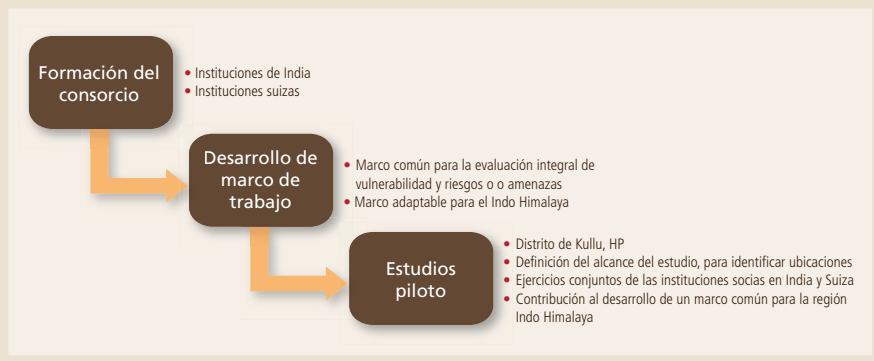 Formación del
consorcio
• Instituciones de India
• Instituciones suizas
Desarrollo de
marco de
trabajo
• Marco común para la evaluación integral de
vulnerabilidad y riesgos o o amenazas
• Marco adaptable para el Indo Himalaya
Estudios
piloto
• Distrito de Kullu, HP
• Definición del alcance del estudio, para identificar ubicaciones
• Ejercicios conjuntos de las instituciones socias en India y Suiza
• Contribución al desarrollo de un marco común para la región
Indo Himalaya